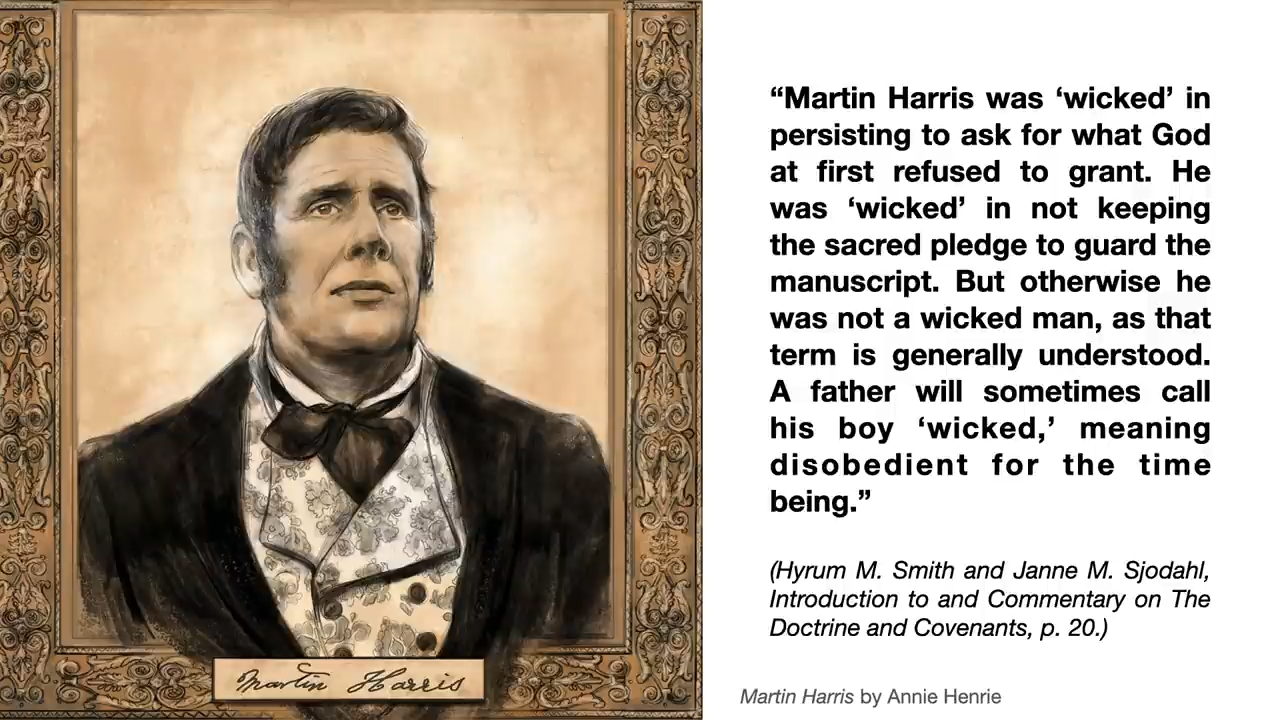 “Martin Harris was ‘wicked’ in
persisting to ask for what God
at first refused to grant. He
was ‘wicked’ in not keeping
the sacred pledge to guard the
manuscript. But otherwise he
was not a wicked man, as that
term is generally understood.
A father will sometimes call
his boy ‘wicked,’ meaning
disobedient for the time
being.”
(Hyrum M. Smith and Janne M. Sjodahl,
Introduction to and Commentary on The
Doctrine and Covenants, p. 20.)
Martin Harris
Martin Harris by Annie Henrie